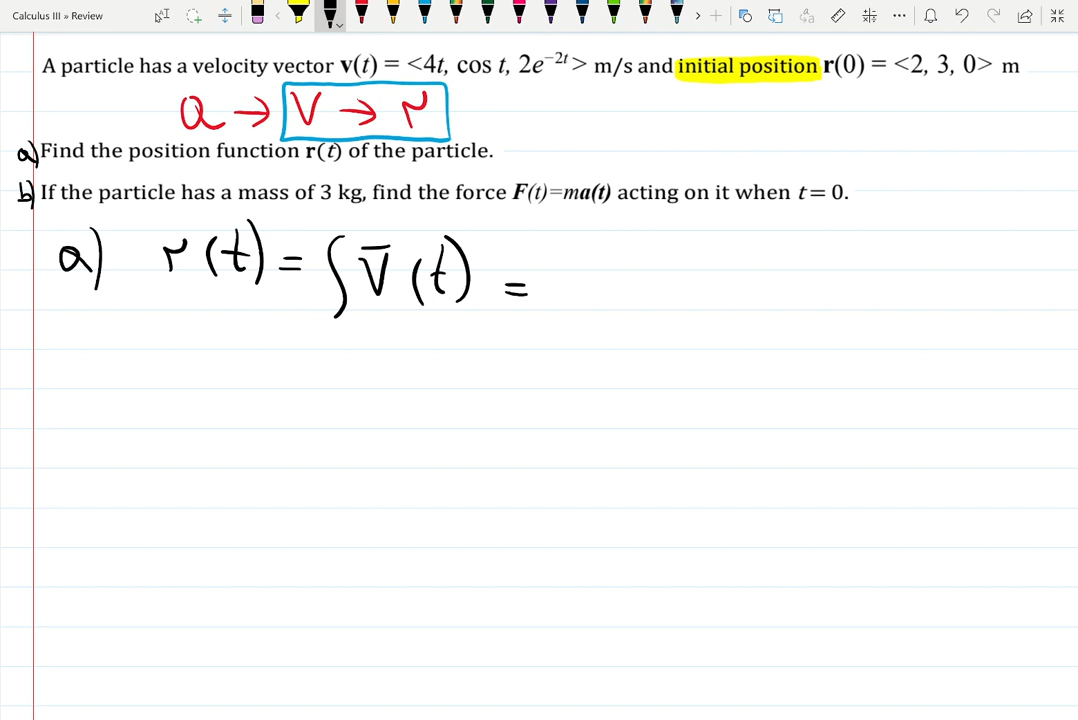 Calculus III » Review
A particle has a velocity vector v(t) = <4t, cos t, 2e^{-2t}> m/s and initial position r(0) = <2, 3, 0> m
a → v → r
a) Find the position function r(t) of the particle.
b) If the particle has a mass of 3 kg, find the force F(t)=ma(t) acting on it when t= 0.
a) r(t) = ∫ v̄(t) =